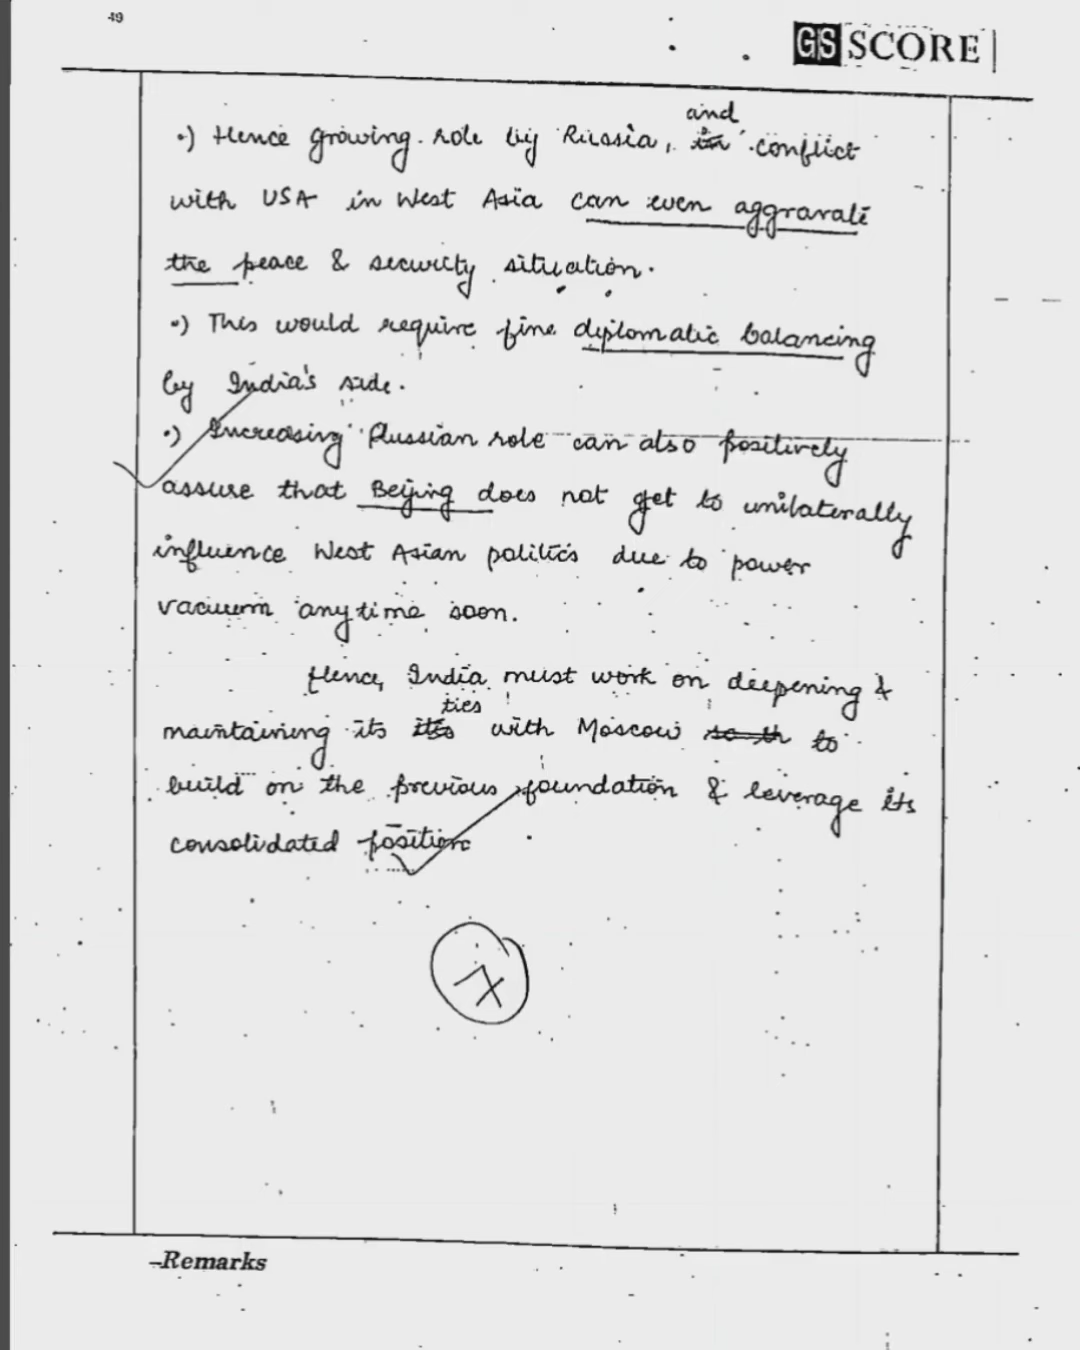 49
GS SCORE
•) Hence growing role by Russia, and conflict
with USA in West Asia can even aggravate
the peace & security situation.
•) This would require fine diplomatic balancing
by India's side.
•) Increasing Russian role can also positively
assure that Beijing does not get to unilaterally
influence West Asian politics due to power
vacuum anytime soon.
Hence, India must work on deepening &
maintaining its ties with Moscow to
build on the previous foundation & leverage its
consolidated position
Remarks